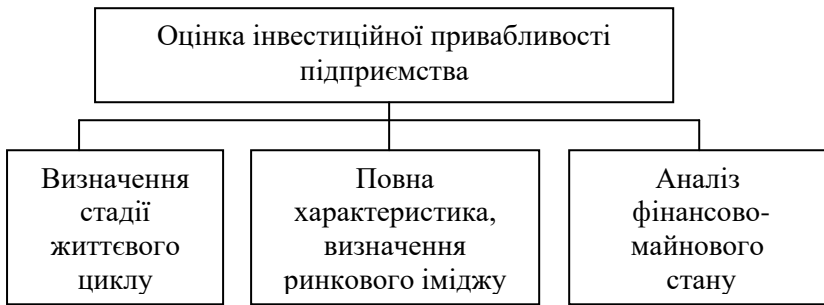 Оцінка інвестиційної привабливості
підприємства
Визначення
стадії
життєвого
циклу
Повна
характеристика,
визначення
ринкового іміджу
Аналіз
фінансово-
майнового
стану